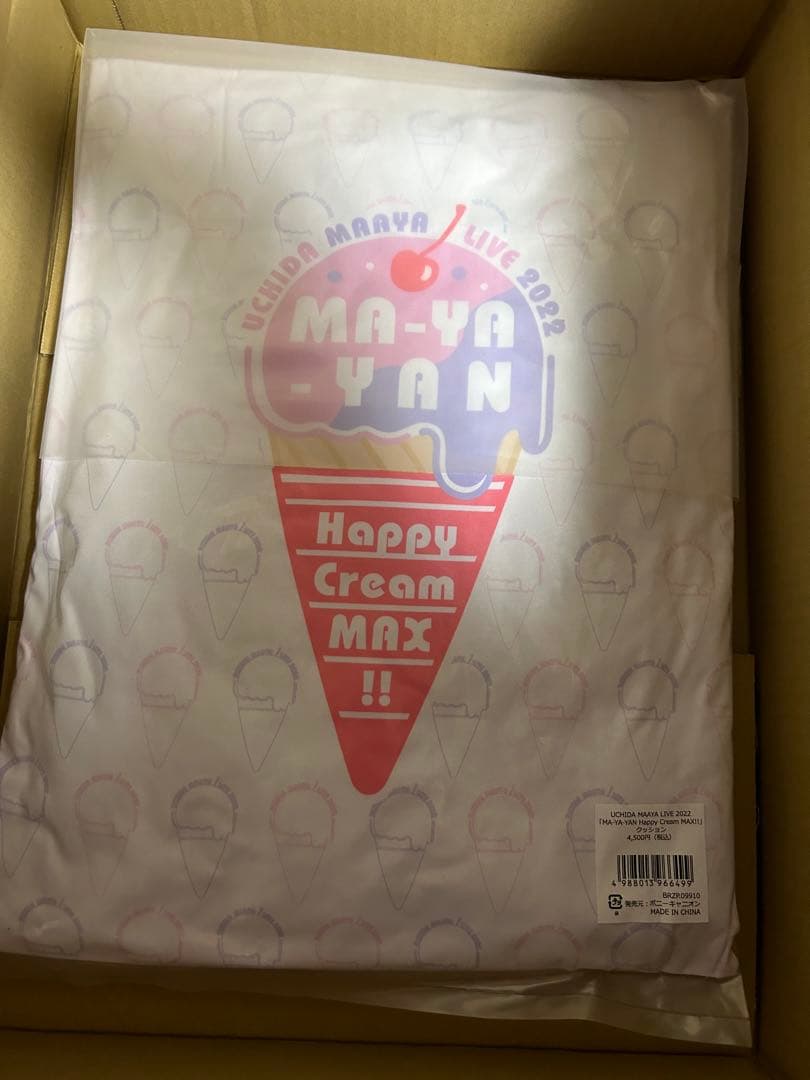 UCHIDA MAAYA LIVE 2022
MA-YA
-YAN
Happy
Cream
MAX
!!
UCHIDA MAAYA LIVE 2022
「MA-YA-YAN Happy Cream MAX!!」
クッション
4,500円（税込）
4 988013 966499
BRZP.09910
発売元：ポニーキャニオン
MADE IN CHINA